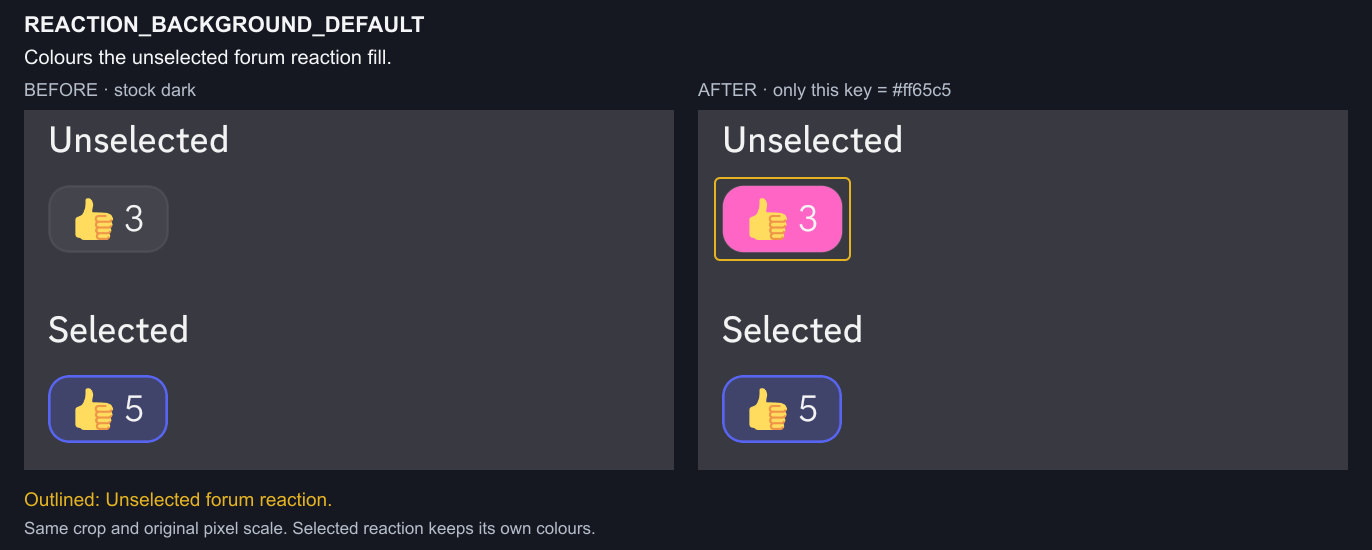 REACTION_BACKGROUND_DEFAULT
Colours the unselected forum reaction fill.
BEFORE · stock dark
Unselected
3
Selected
5
AFTER · only this key = #ff65c5
Unselected
3
Selected
5
Outlined: Unselected forum reaction.
Same crop and original pixel scale. Selected reaction keeps its own colours.